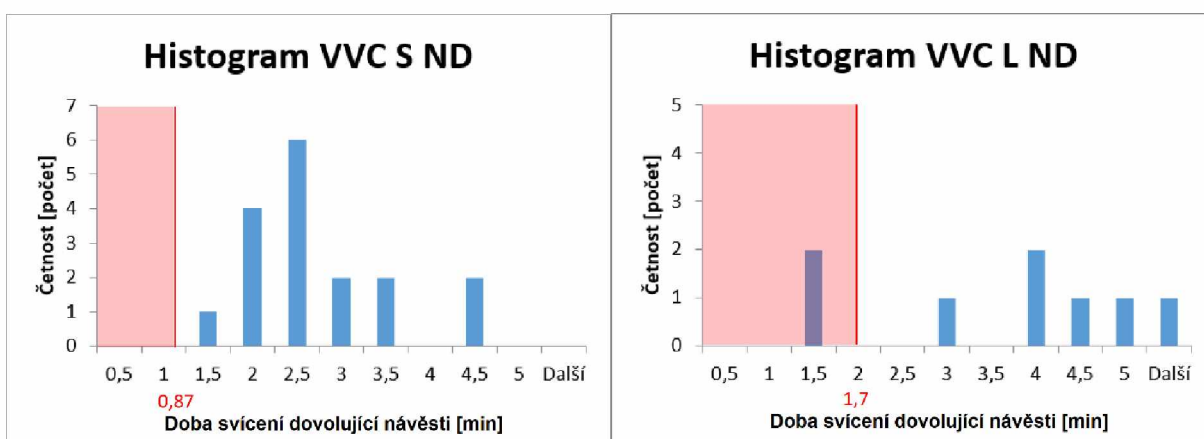 Histogram VVC S ND
Četnost [počet]
7
6
5
4
3
2
1
0
0,5 1 1,5 2 2,5 3 3,5 4 4,5 5 Další
0,87
Doba svícení dovolující návěsti [min]
Histogram VVC L ND
Četnost [počet]
5
4
3
2
1
0
0,5 1 1,5 2 2,5 3 3,5 4 4,5 5 Další
1,7
Doba svícení dovolující návěsti [min]